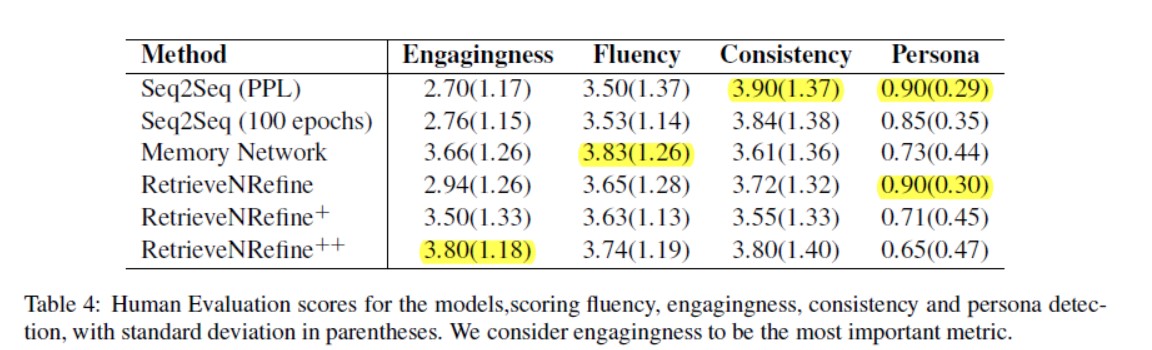 Method Engagingness Fluency Consistency Persona
Seq2Seq (PPL) 2.70(1.17) 3.50(1.37) 3.90(1.37) 0.90(0.29)
Seq2Seq (100 epochs) 2.76(1.15) 3.53(1.14) 3.84(1.38) 0.85(0.35)
Memory Network 3.66(1.26) 3.83(1.26) 3.61(1.36) 0.73(0.44)
RetrieveNRefine 2.94(1.26) 3.65(1.28) 3.72(1.32) 0.90(0.30)
RetrieveNRefine+ 3.50(1.33) 3.63(1.13) 3.55(1.33) 0.71(0.45)
RetrieveNRefine++ 3.80(1.18) 3.74(1.19) 3.80(1.40) 0.65(0.47)
Table 4: Human Evaluation scores for the models,scoring fluency, engagingness, consistency and persona detec-
tion, with standard deviation in parentheses. We consider engagingness to be the most important metric.